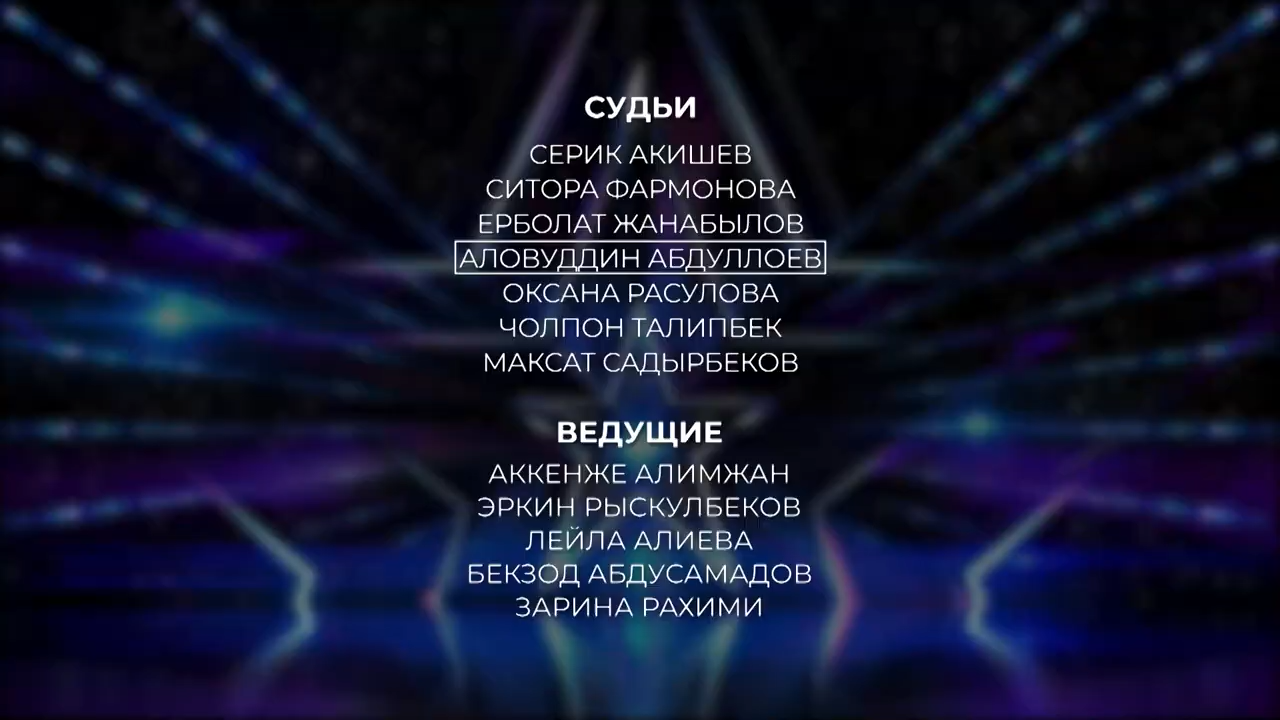 СУДЬИ
СЕРИК АКИШЕВ
СИТОРА ФАРМОНОВА
ЕРБОЛАТ ЖАНАБЫЛОВ
АЛОВУДДИН АБДУЛЛОЕВ
ОКСАНА РАСУЛОВА
ЧОЛПОН ТАЛИПБЕК
МАКСАТ САДЫРБЕКОВ
ВЕДУЩИЕ
АККЕНЖЕ АЛИМЖАН
ЭРКИН РЫСКУЛБЕКОВ
ЛЕЙЛА АЛИЕВА
БЕКЗОД АБДУСАМАДОВ
ЗАРИНА РАХИМИ